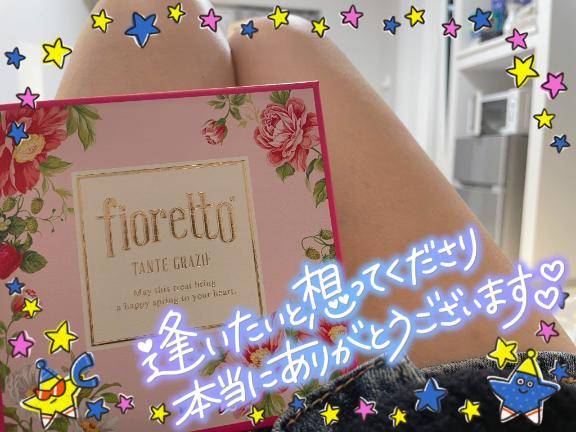 fioretto
TANTE GRAZIE
May this treat bring
a happy spring to your heart.
逢いたいと想ってくださり
本当にありがとうございます